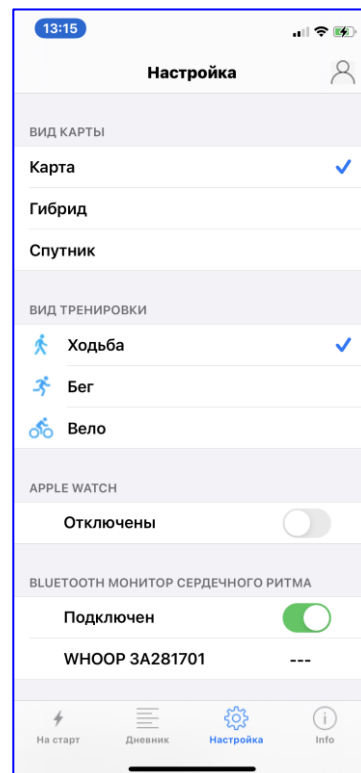 13:15
Настройка
ВИД КАРТЫ
Карта
Гибрид
Спутник
ВИД ТРЕНИРОВКИ
Ходьба
Бег
Вело
APPLE WATCH
Отключены
BLUETOOTH МОНИТОР СЕРДЕЧНОГО РИТМА
Подключен
WHOOP 3A281701 ---
На старт Дневник Настройка Info